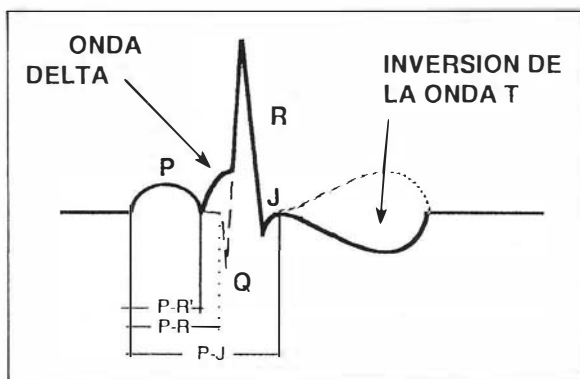 ONDA
DELTA
INVERSION DE
LA ONDA T
R
P
J
Q
P-R'
P-R
P-J